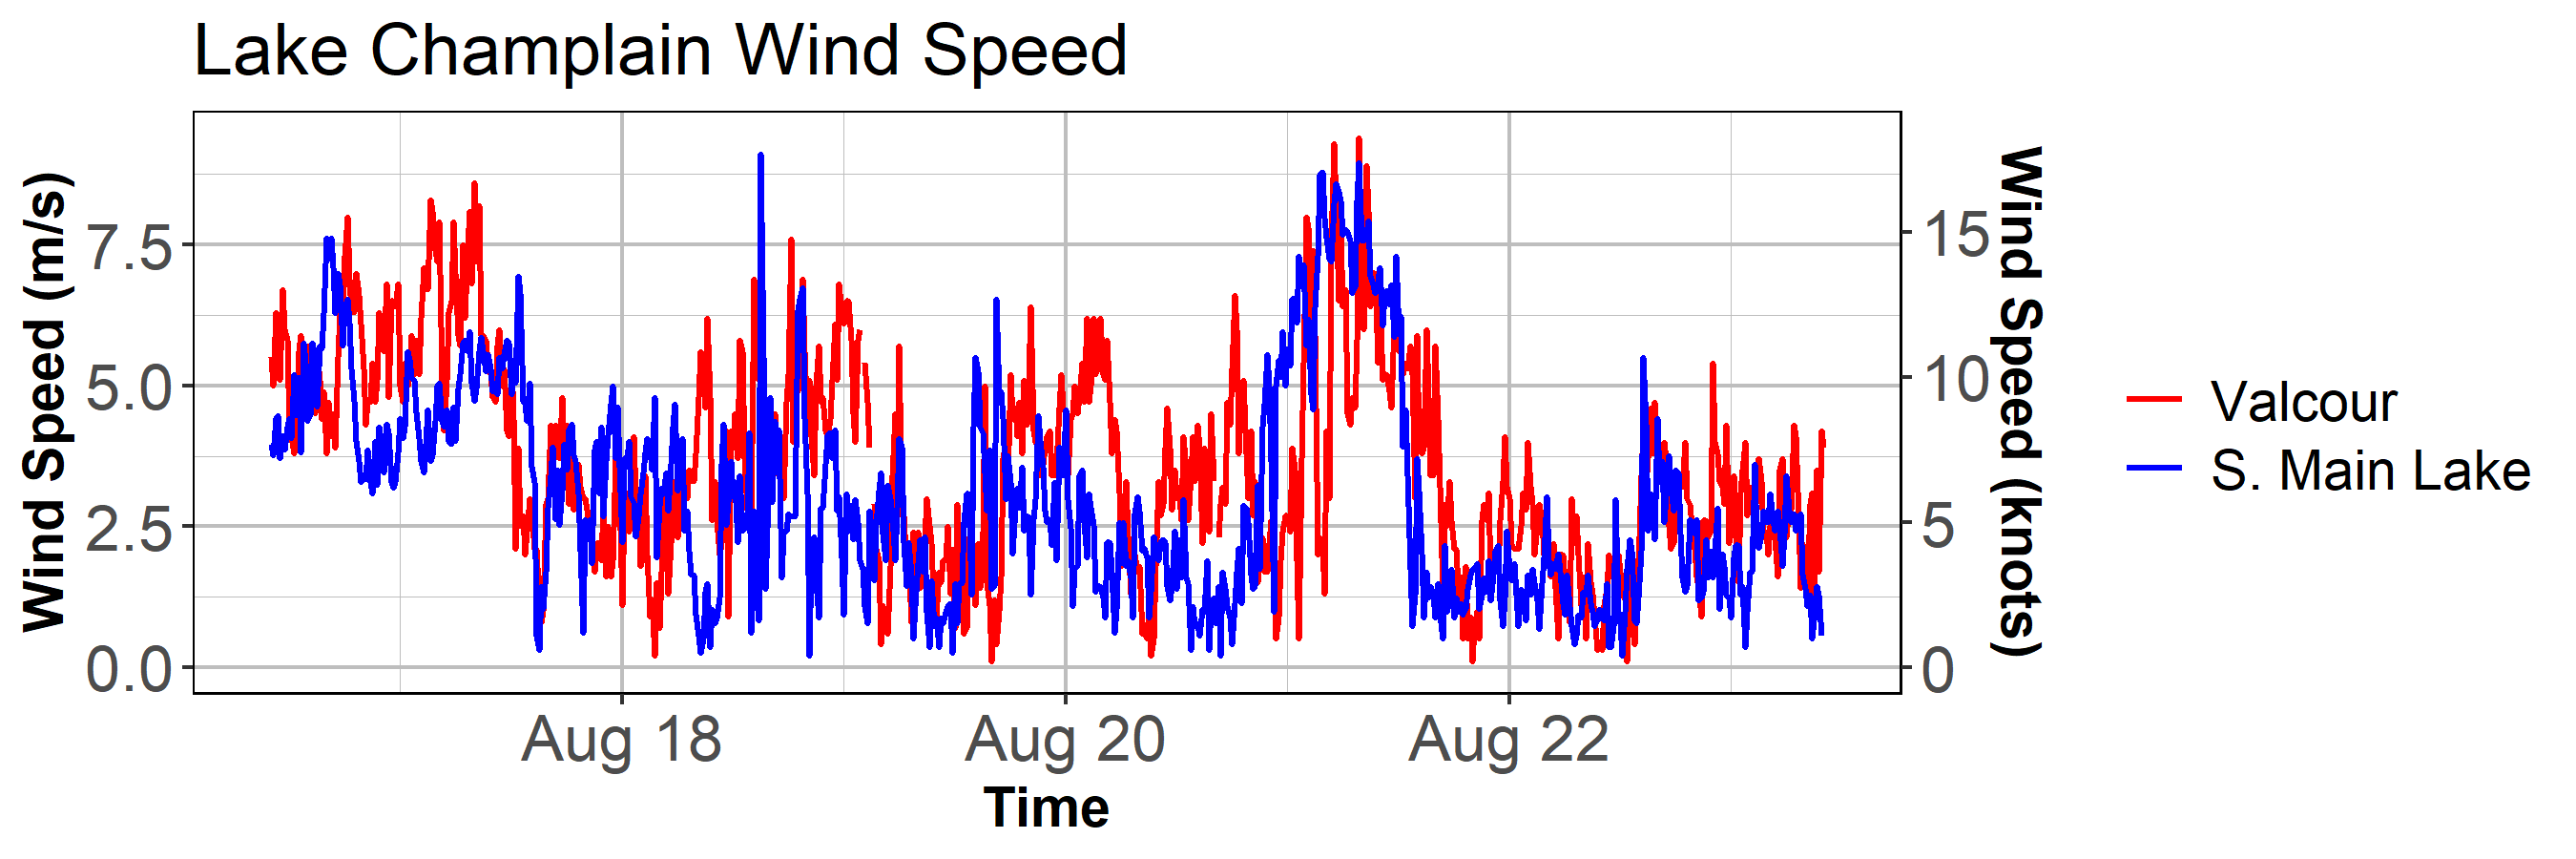 Lake Champlain Wind Speed
Wind Speed (m/s)
7.5
5.0
2.5
0.0
15
10
5
0
Wind Speed (knots)
Aug 18
Aug 20
Aug 22
Time
Valcour
S. Main Lake